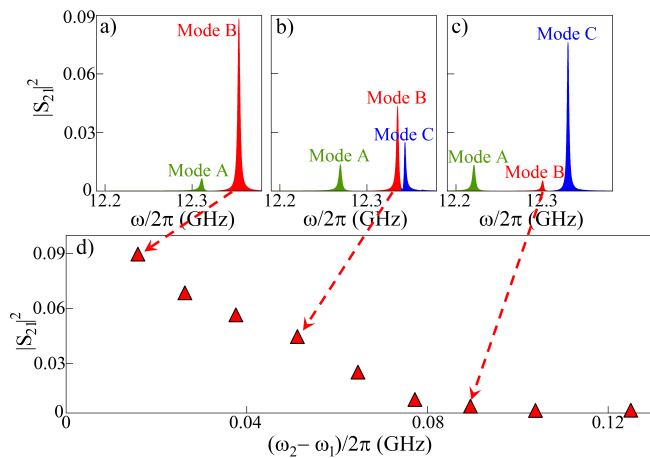 a)
Mode B
Mode A
b)
Mode B
Mode C
Mode A
c)
Mode C
Mode A
Mode B
|S₂₁|²
0.09
0.06
0.03
0
12.2
12.3
12.2
12.3
12.2
12.3
ω/2π (GHz)
ω/2π (GHz)
ω/2π (GHz)
d)
|S₂₁|²
0.09
0.06
0.03
0
0
0.04
0.08
0.12
(ω₂− ω₁)/2π (GHz)